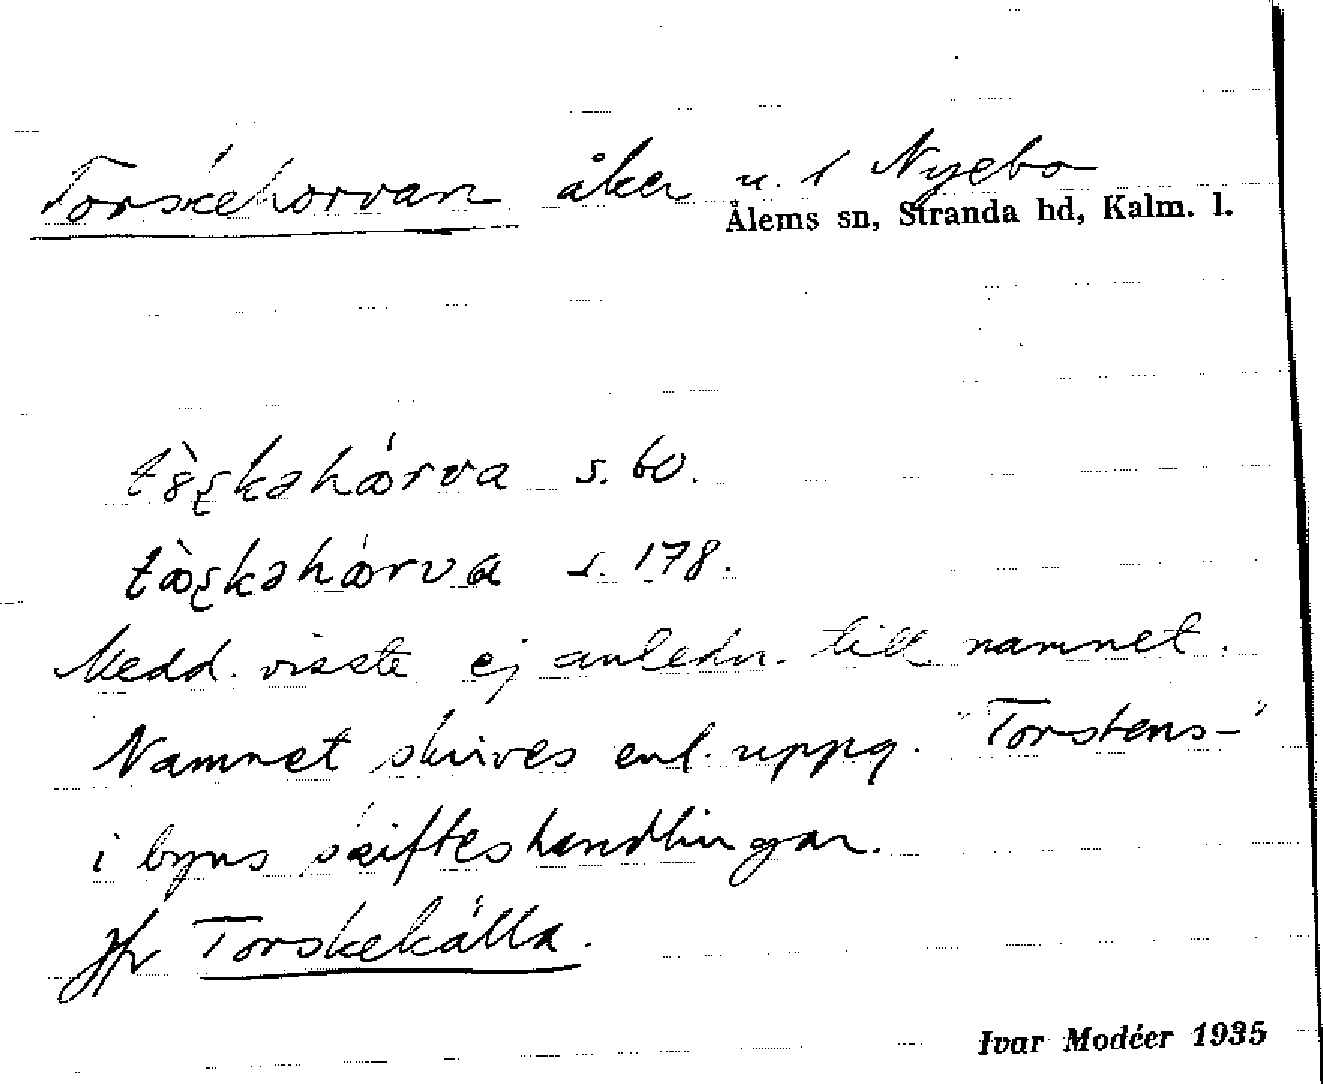 Torskehorvan åker u. 1 Nyebo
Ålems sn, Stranda hd, Kalm. l.
s. 60.
s. 178.
Medd. visste ej anledn. till namnet.
Namnet skrives enl. uppg. "Torstens-"
i byns skifteshandlingar.
Jfr Torskekälla.
Ivar Modéer 1935